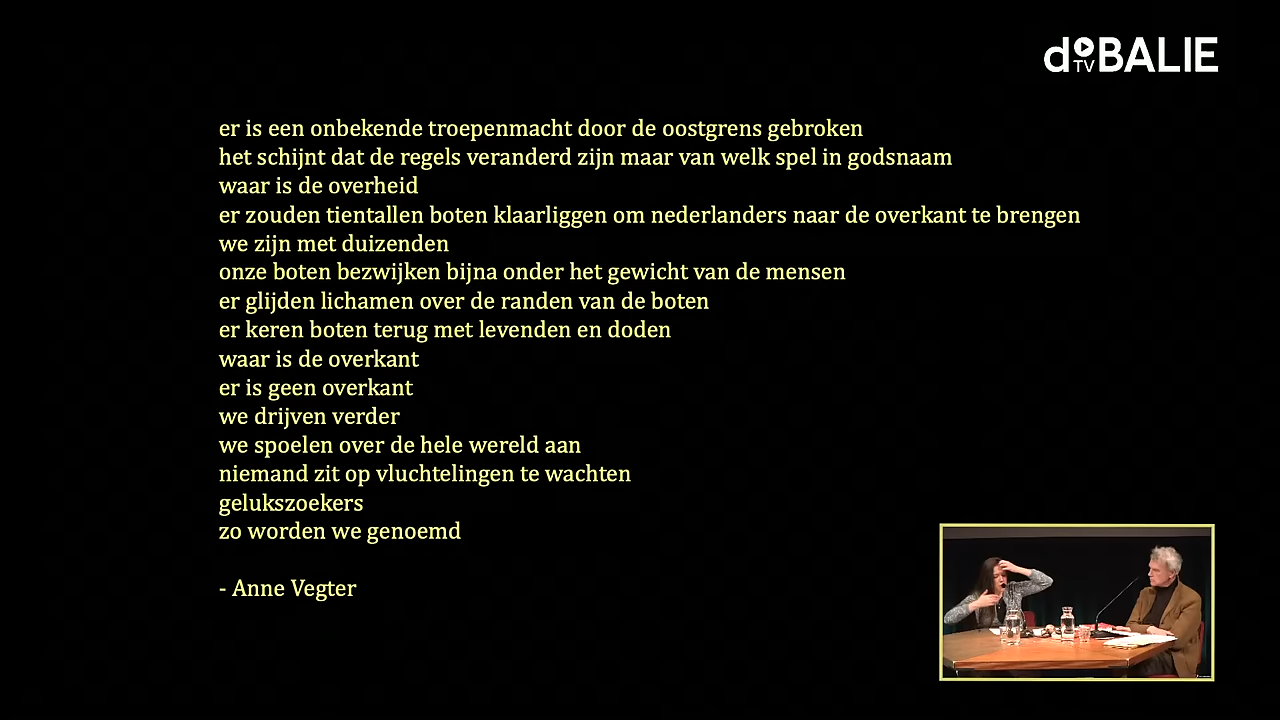 de BALIE
TV
er is een onbekende troepenmacht door de oostgrens gebroken
het schijnt dat de regels veranderd zijn maar van welk spel in godsnaam
waar is de overheid
er zouden tientallen boten klaarliggen om nederlanders naar de overkant te brengen
we zijn met duizenden
onze boten bezwijken bijna onder het gewicht van de mensen
er glijden lichamen over de randen van de boten
er keren boten terug met levenden en doden
waar is de overkant
er is geen overkant
we drijven verder
we spoelen over de hele wereld aan
niemand zit op vluchtelingen te wachten
gelukszoekers
zo worden we genoemd
- Anne Vegter